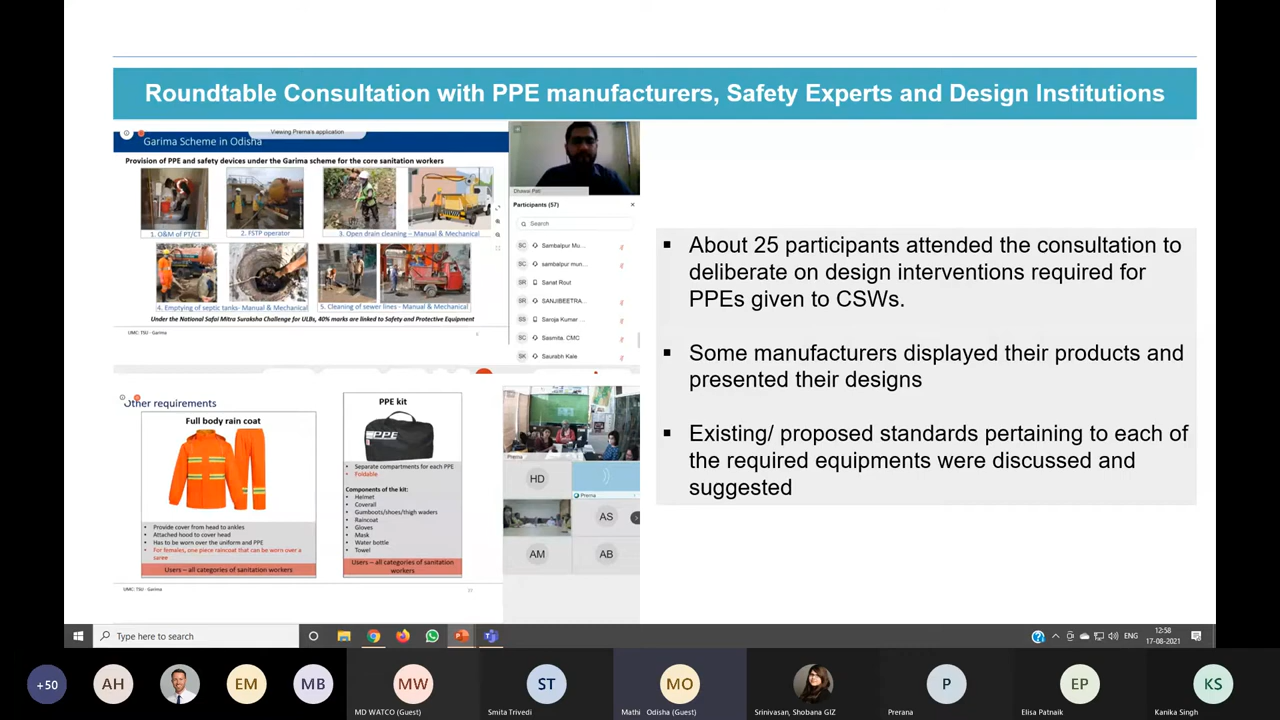 Roundtable Consultation with PPE manufacturers, Safety Experts and Design Institutions
Viewing Prerna's application
Garima Scheme in Odisha
Provision of PPE and safety devices under the Garima scheme for the core sanitation workers
1. O&M of PT/CT
2. FSTP operator
3. Open drain cleaning – Manual & Mechanical
4. Emptying of septic tanks- Manual & Mechanical
5. Cleaning of sewer lines - Manual & Mechanical
Under the National Safai Mitra Suraksha Challenge for ULBs, 40% marks are linked to Safety and Protective Equipment
UMC: TSU - Garima
Participants (57)
Search
SC Sambalpur Mu...
SC sambalpur mun...
SR Sanat Rout
SR SANJIBEETRA...
SS Saroja Kumar
SC Sasmita. CMC
SK Saurabh Kale
Other requirements
Full body rain coat
▪ Provide cover from head to ankles
▪ Attached hood to cover head
▪ Has to be worn over the uniform and PPE
▪ For females, one piece raincoat that can be worn over a
saree
Users – all categories of sanitation workers
PPE kit
PPE
▪ Separate compartments for each PPE
▪ Foldable
Components of the kit:
▪ Helmet
▪ Coverall
▪ Gumboots/shoes/thigh waders
▪ Raincoat
▪ Gloves
▪ Mask
▪ Water bottle
▪ Towel
Users – all categories of sanitation
workers
UMC: TSU - Garima
Prerna
HD
Prerna
AS
AM
AB
▪ About 25 participants attended the consultation to
deliberate on design interventions required for
PPEs given to CSWs.
▪ Some manufacturers displayed their products and
presented their designs
▪ Existing/ proposed standards pertaining to each of
the required equipments were discussed and
suggested
Type here to search
ENG
12:58
17-08-2021
+50
AH
EM
MB
MW
MD WATCO (Guest)
ST
Smita Trivedi
MO
Mathi Odisha (Guest)
Srinivasan, Shobana GIZ
P
Prerana
EP
Elisa Patnaik
KS
Kanika Singh